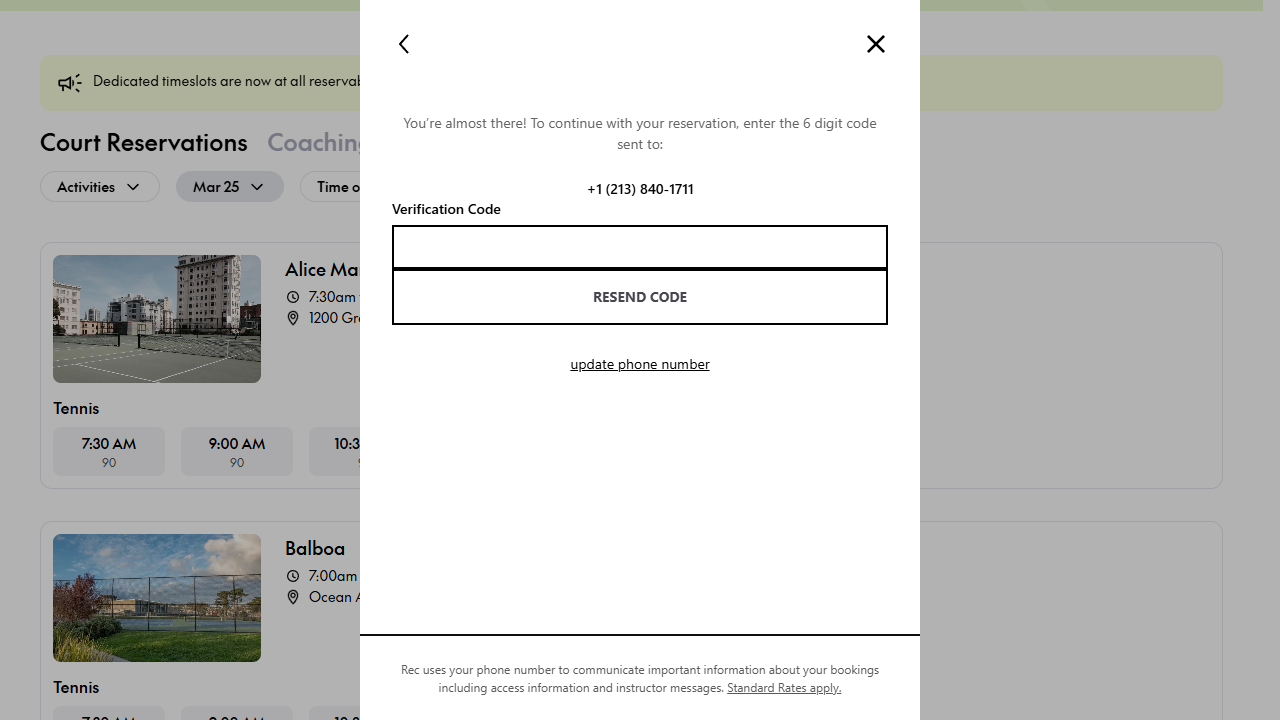 Dedicated timeslots are now at all reserva
Court Reservations
Coaching
Activities
Mar 25
Time o
Alice Ma
7:30am
1200 Gr
Tennis
7:30 AM
90
9:00 AM
90
10:3
Balboa
7:00am
Ocean A
Tennis
You're almost there! To continue with your reservation, enter the 6 digit code
sent to:
+1 (213) 840-1711
Verification Code
RESEND CODE
update phone number
Rec uses your phone number to communicate important information about your bookings
including access information and instructor messages. Standard Rates apply.